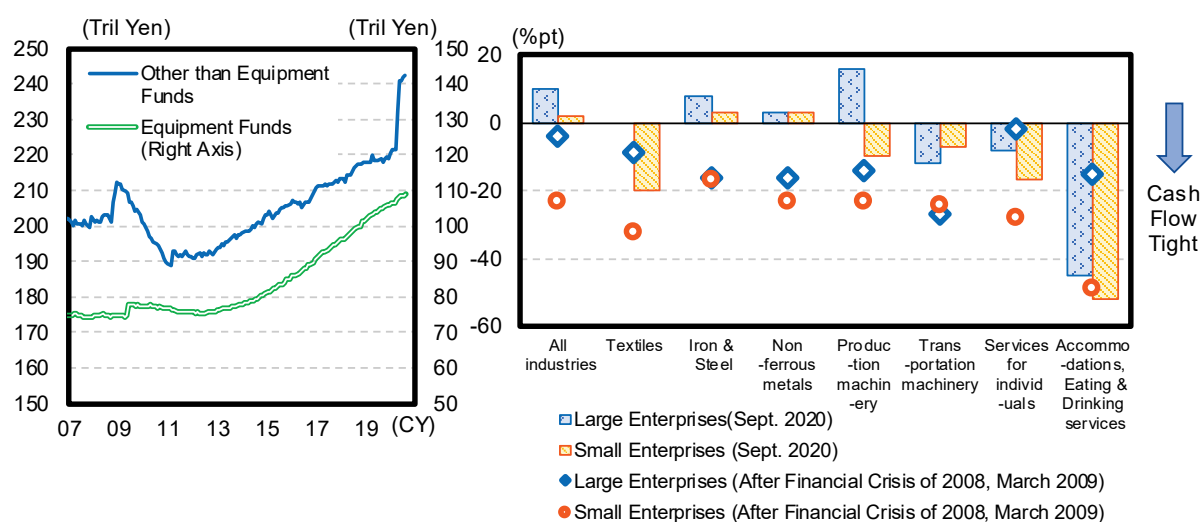 (Tril Yen)
(Tril Yen)
250
240
230
220
210
200
190
180
170
160
150
Other than Equipment
Funds
Equipment Funds
(Right Axis)
150
140
130
120
110
100
90
80
70
60
50
07 09 11 13 15 17 19
(CY)
(%pt)
20
0
-20
-40
-60
Cash
Flow
Tight
All
industries
Textiles
Iron &
Steel
Non
-ferrous
metals
Produc
-tion
machin
-ery
Trans
-portation
machinery
Services
for
individ
-uals
Accommo
-dations,
Eating &
Drinking
services
Large Enterprises(Sept. 2020)
Small Enterprises (Sept. 2020)
Large Enterprises (After Financial Crisis of 2008, March 2009)
Small Enterprises (After Financial Crisis of 2008, March 2009)